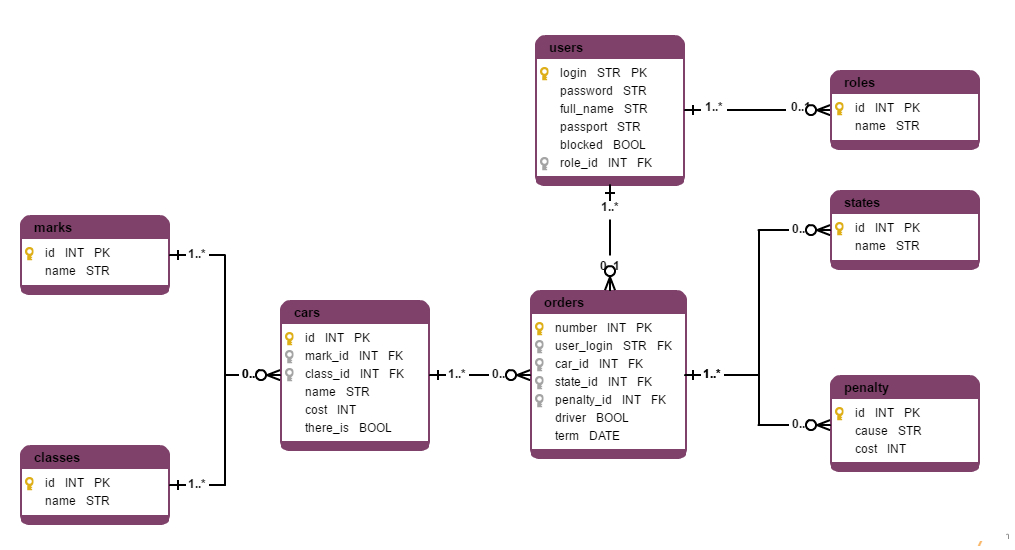 users
login STR PK
password STR
full_name STR
passport STR
blocked BOOL
role_id INT FK
1..*
0..1
roles
id INT PK
name STR
1..*
0..1
states
id INT PK
name STR
0..
marks
id INT PK
name STR
1..*
cars
id INT PK
mark_id INT FK
class_id INT FK
name STR
cost INT
there_is BOOL
0..
1..*
0..
orders
number INT PK
user_login STR FK
car_id INT FK
state_id INT FK
penalty_id INT FK
driver BOOL
term DATE
1..*
penalty
id INT PK
cause STR
cost INT
0..
classes
id INT PK
name STR
1..*